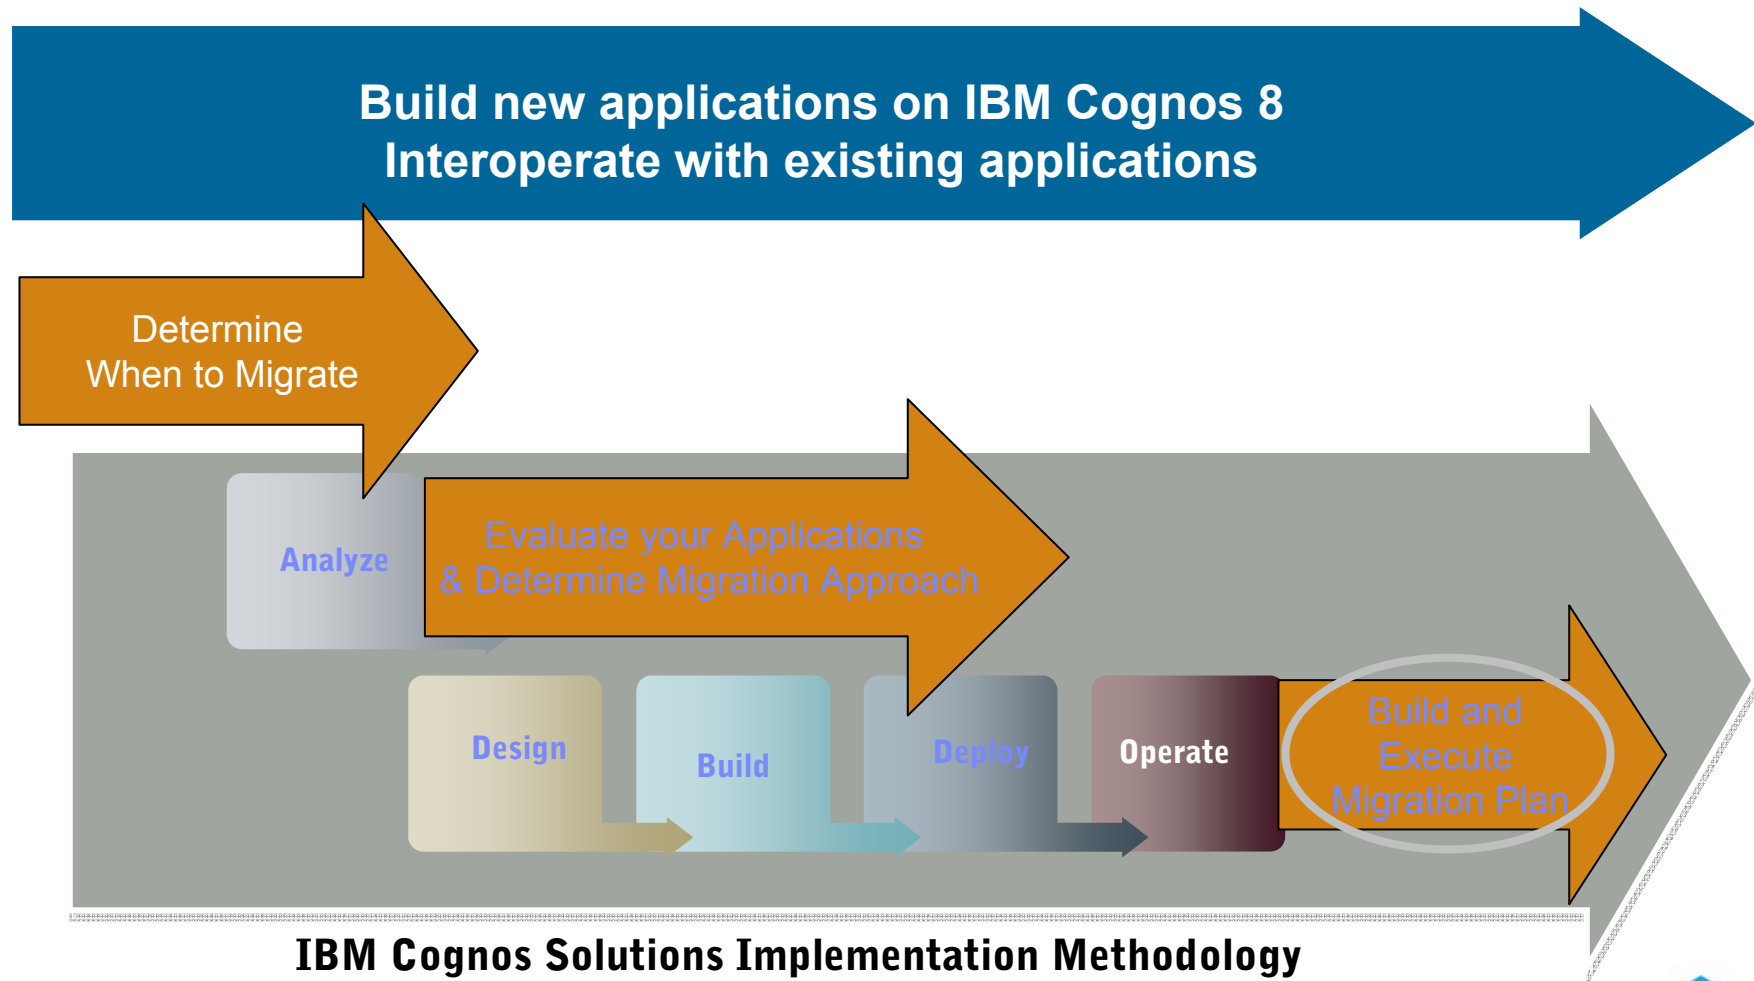 Build new applications on IBM Cognos 8
Interoperate with existing applications
Determine
When to Migrate
Analyze
Evaluate your Applications
& Determine Migration Approach
Design
Build
Deploy
Operate
Build and
Execute
Migration Plan
IBM Cognos Solutions Implementation Methodology